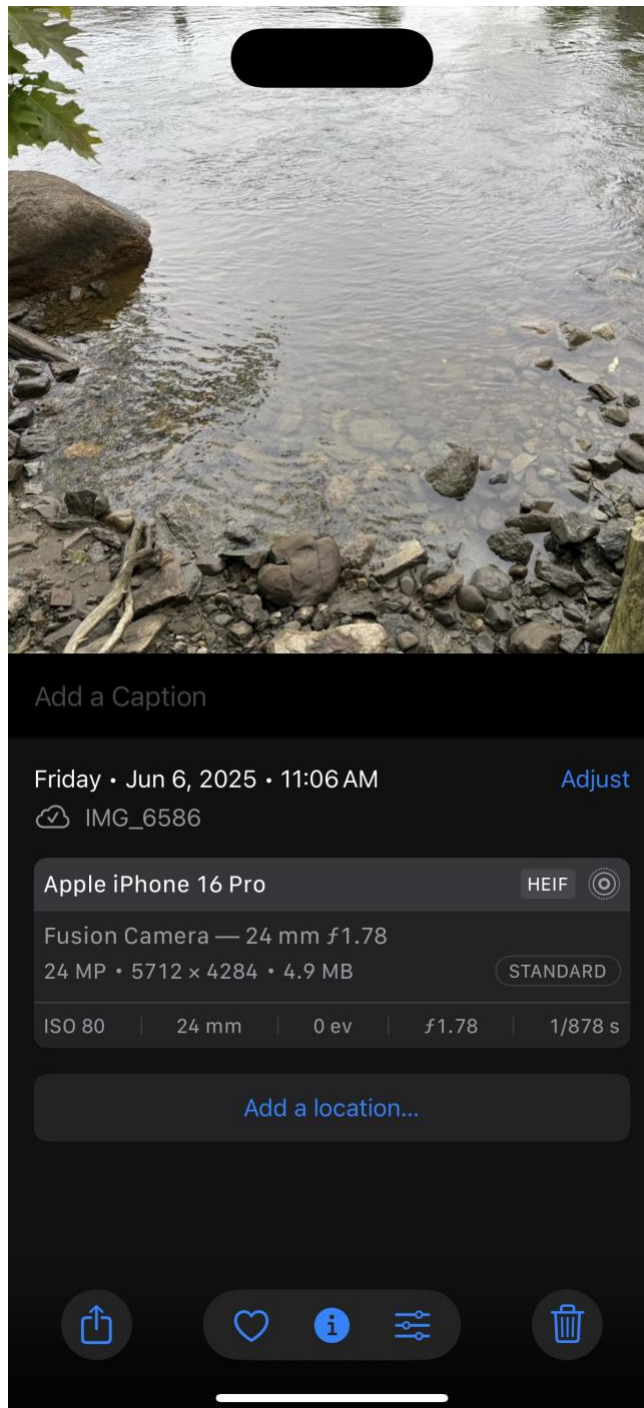 Add a Caption
Friday • Jun 6, 2025 • 11:06 AM Adjust
IMG_6586
Apple iPhone 16 Pro HEIF
Fusion Camera — 24 mm ƒ1.78
24 MP • 5712 × 4284 • 4.9 MB STANDARD
ISO 80 24 mm 0 ev ƒ1.78 1/878 s
Add a location...